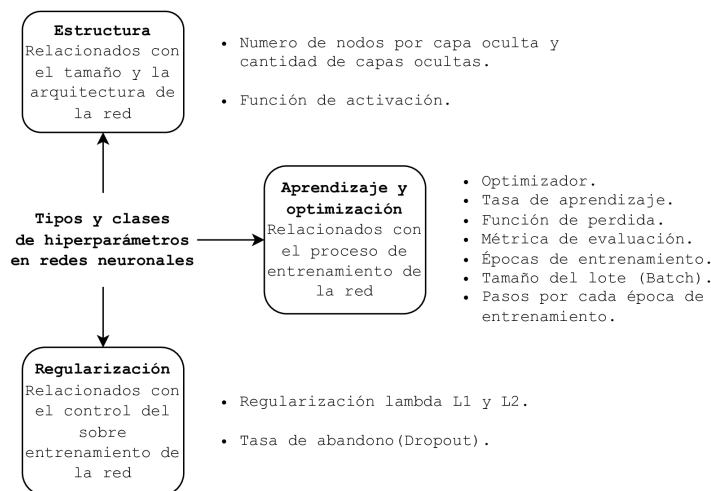 Estructura
Relacionados con
el tamaño y la
arquitectura de
la red
• Numero de nodos por capa oculta y
cantidad de capas ocultas.
• Función de activación.
Tipos y clases
de hiperparámetros
en redes neuronales
Aprendizaje y
optimización
Relacionados con
el proceso de
entrenamiento de
la red
• Optimizador.
• Tasa de aprendizaje.
• Función de perdida.
• Métrica de evaluación.
• Épocas de entrenamiento.
• Tamaño del lote (Batch).
• Pasos por cada época de
entrenamiento.
Regularización
Relacionados con
el control del
sobre
entrenamiento de
la red
• Regularización lambda L1 y L2.
• Tasa de abandono(Dropout).